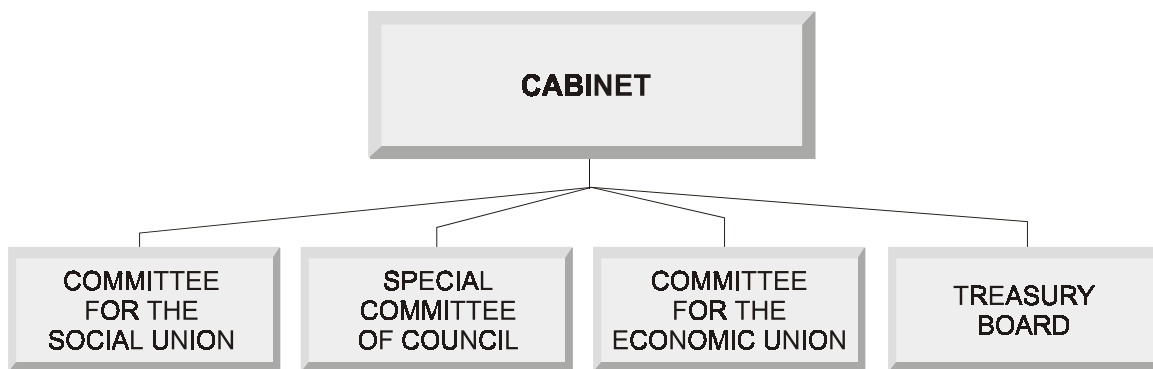 CABINET
COMMITTEE
FOR THE
SOCIAL UNION
SPECIAL
COMMITTEE
OF COUNCIL
COMMITTEE
FOR THE
ECONOMIC UNION
TREASURY
BOARD